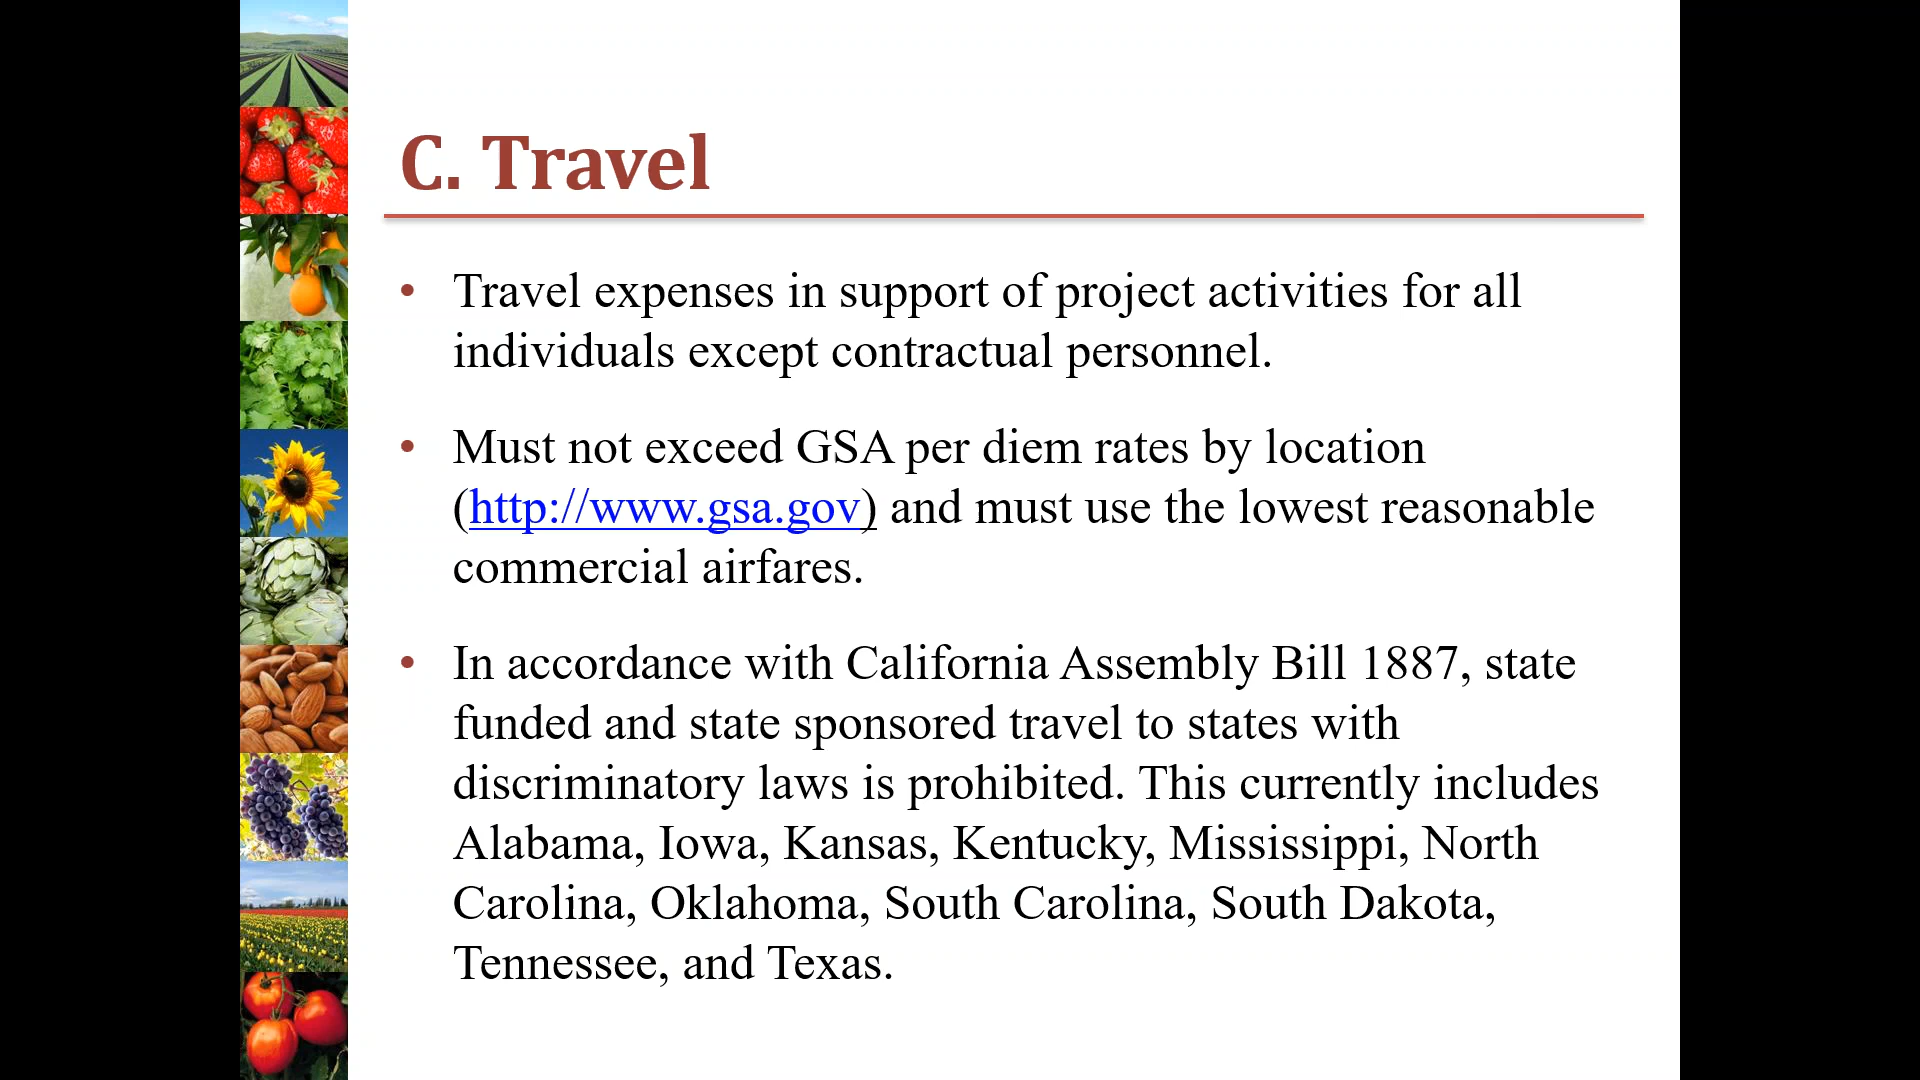 C. Travel
• Travel expenses in support of project activities for all
individuals except contractual personnel.
• Must not exceed GSA per diem rates by location
(http://www.gsa.gov) and must use the lowest reasonable
commercial airfares.
• In accordance with California Assembly Bill 1887, state
funded and state sponsored travel to states with
discriminatory laws is prohibited. This currently includes
Alabama, Iowa, Kansas, Kentucky, Mississippi, North
Carolina, Oklahoma, South Carolina, South Dakota,
Tennessee, and Texas.